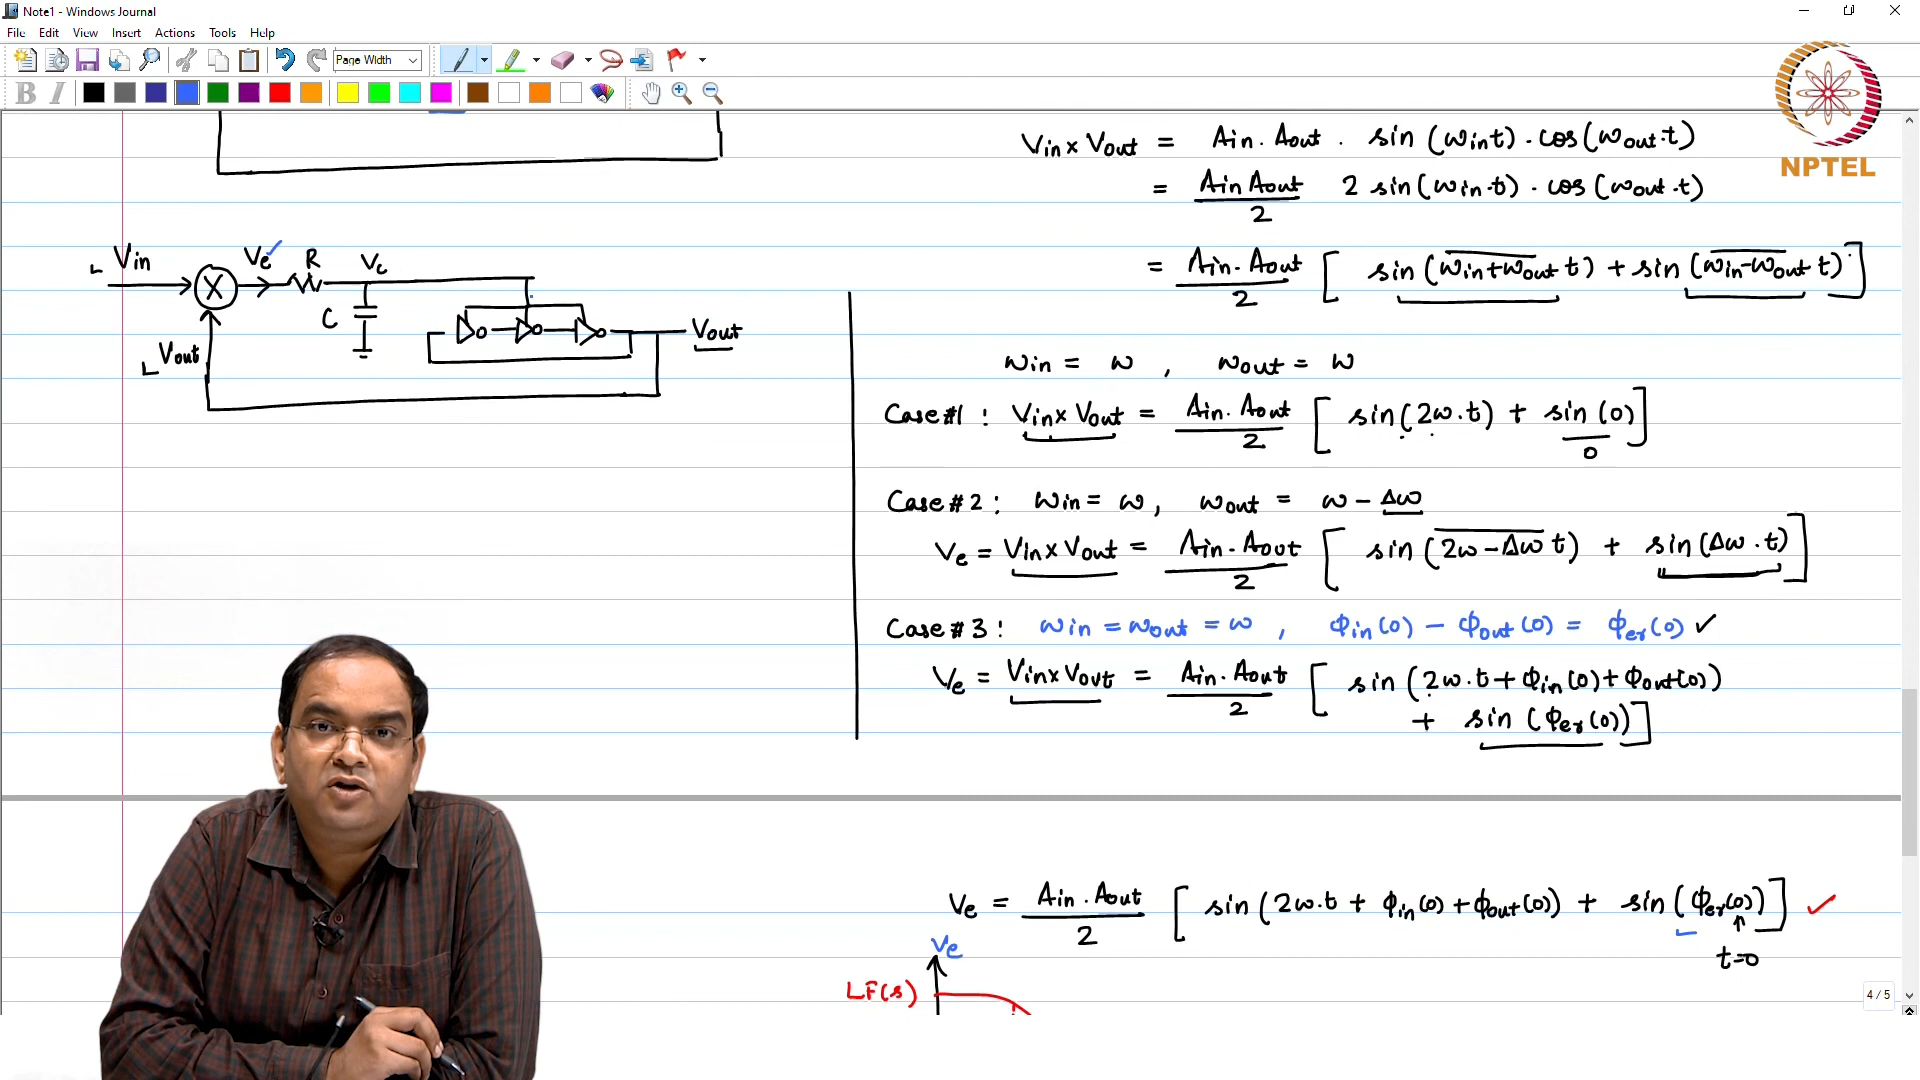 Note1 - Windows Journal
File Edit View Insert Actions Tools Help
Page Width
B I
NPTEL
Vin x Vout = Ain . Aout . sin (ωint) . cos(ωout.t)
= Ain Aout / 2 2 sin(ωin.t) . cos(ωout.t)
= Ain. Aout / 2 [ sin(ωin+ωout t) + sin (ωin-ωout t) ]
Vin Ve R Vc
C
Vout
Vout
ωin = ω , ωout = ω
Case#1 : Vin x Vout = Ain. Aout / 2 [ sin(2ω.t) + sin (0) ]
0
Case#2 : ωin = ω, ωout = ω - Δω
Ve = Vin x Vout = Ain. Aout / 2 [ sin (2ω - Δω t) + sin(Δω . t) ]
Case#3 : ωin = ωout = ω , Φin(0) - Φout(0) = Φer(0) ✓
Ve = Vin x Vout = Ain. Aout / 2 [ sin (2ω.t + Φin(0) + Φout(0))
+ sin (Φer(0)) ]
Ve = Ain. Aout / 2 [ sin(2ω.t + Φin(0) + Φout(0)) + sin (Φer(0)) ] ✓
↑
t=0
Ve
LF(s)
4 / 5